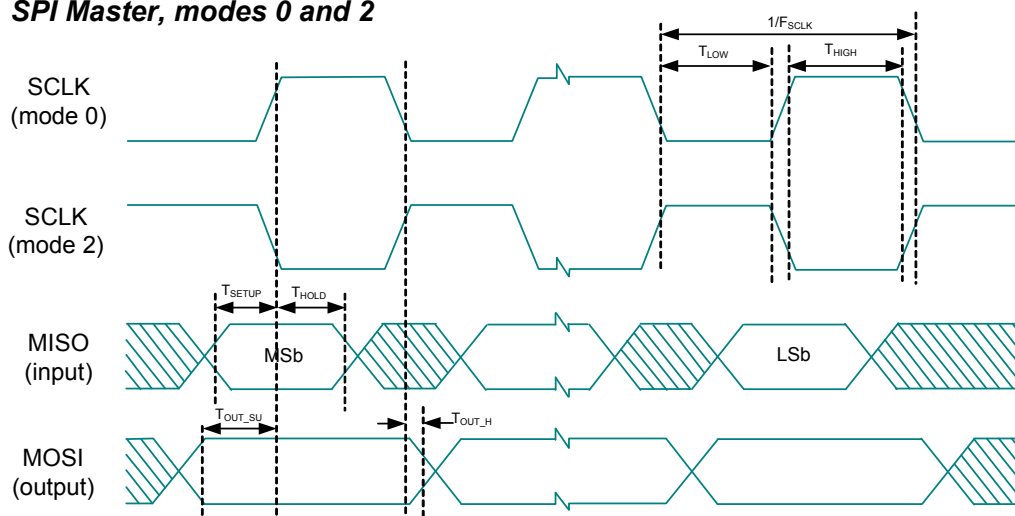 SPI Master, modes 0 and 2
1/FSCLK
TLOW
THIGH
SCLK
(mode 0)
SCLK
(mode 2)
TSETUP
THOLD
MISO
(input)
MSb
LSb
TOUT_SU
TOUT_H
MOSI
(output)